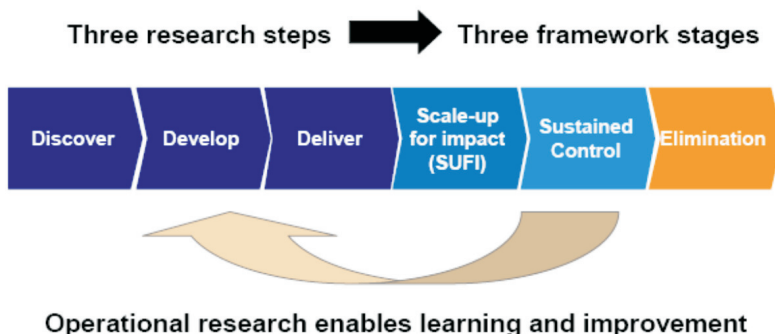 Three research steps Three framework stages
Discover
Develop
Deliver
Scale-up
for impact
(SUFI)
Sustained
Control
Elimination
Operational research enables learning and improvement